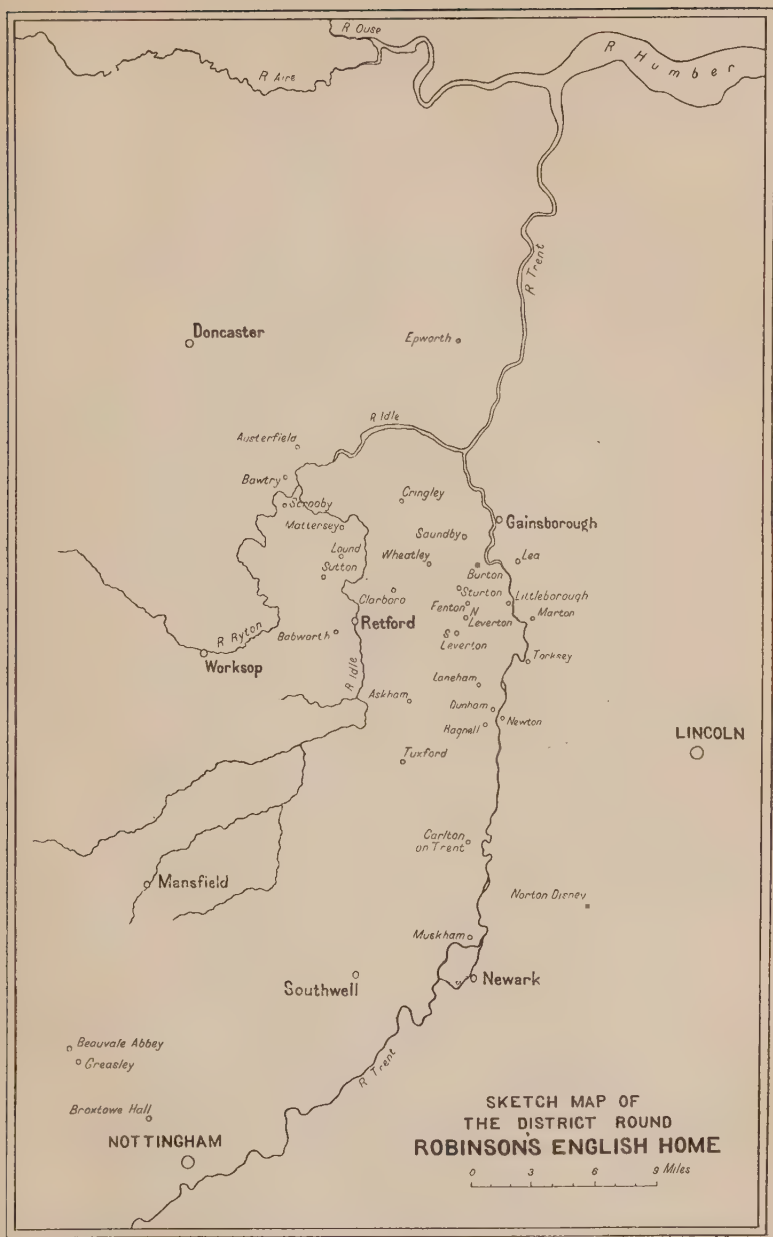 R Ouse
R Aire
R Humber
R Trent
Doncaster
Epworth
R Idle
Austerfield
Bawtry
Scrooby
Cringley
Mattersey
Gainsborough
Saundby
Lound
Wheatley
Lea
Sutton
Burton
Sturton
Clarboro
Littleborough
Fenton
N
Leverton
Marton
Retford
R Ryton
Babworth
S
Leverton
Worksop
Torksey
R Idle
Laneham
Askham
Dunham
Newton
Ragnall
LINCOLN
Tuxford
Carlton
on Trent
Mansfield
Norton Disney
Muskham
Southwell
Newark
Beauvale Abbey
Greasley
R Trent
Broxtowe Hall
NOTTINGHAM
SKETCH MAP OF
THE DISTRICT ROUND
ROBINSON'S ENGLISH HOME
0 3 6 9 Miles